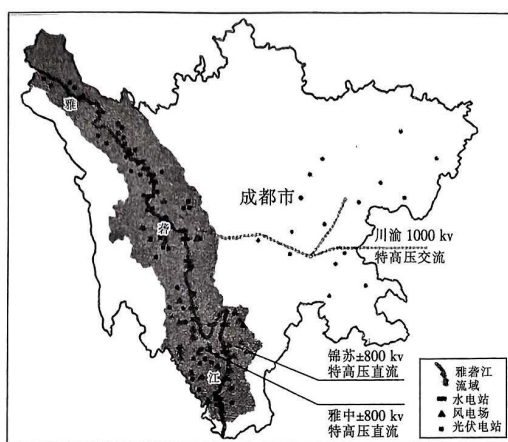 雅
砻
江
成都市
川渝 1000 kv
特高压交流
锦苏±800 kv
特高压直流
雅中±800 kv
特高压直流
雅砻江
流域
水电站
风电场
光伏电站